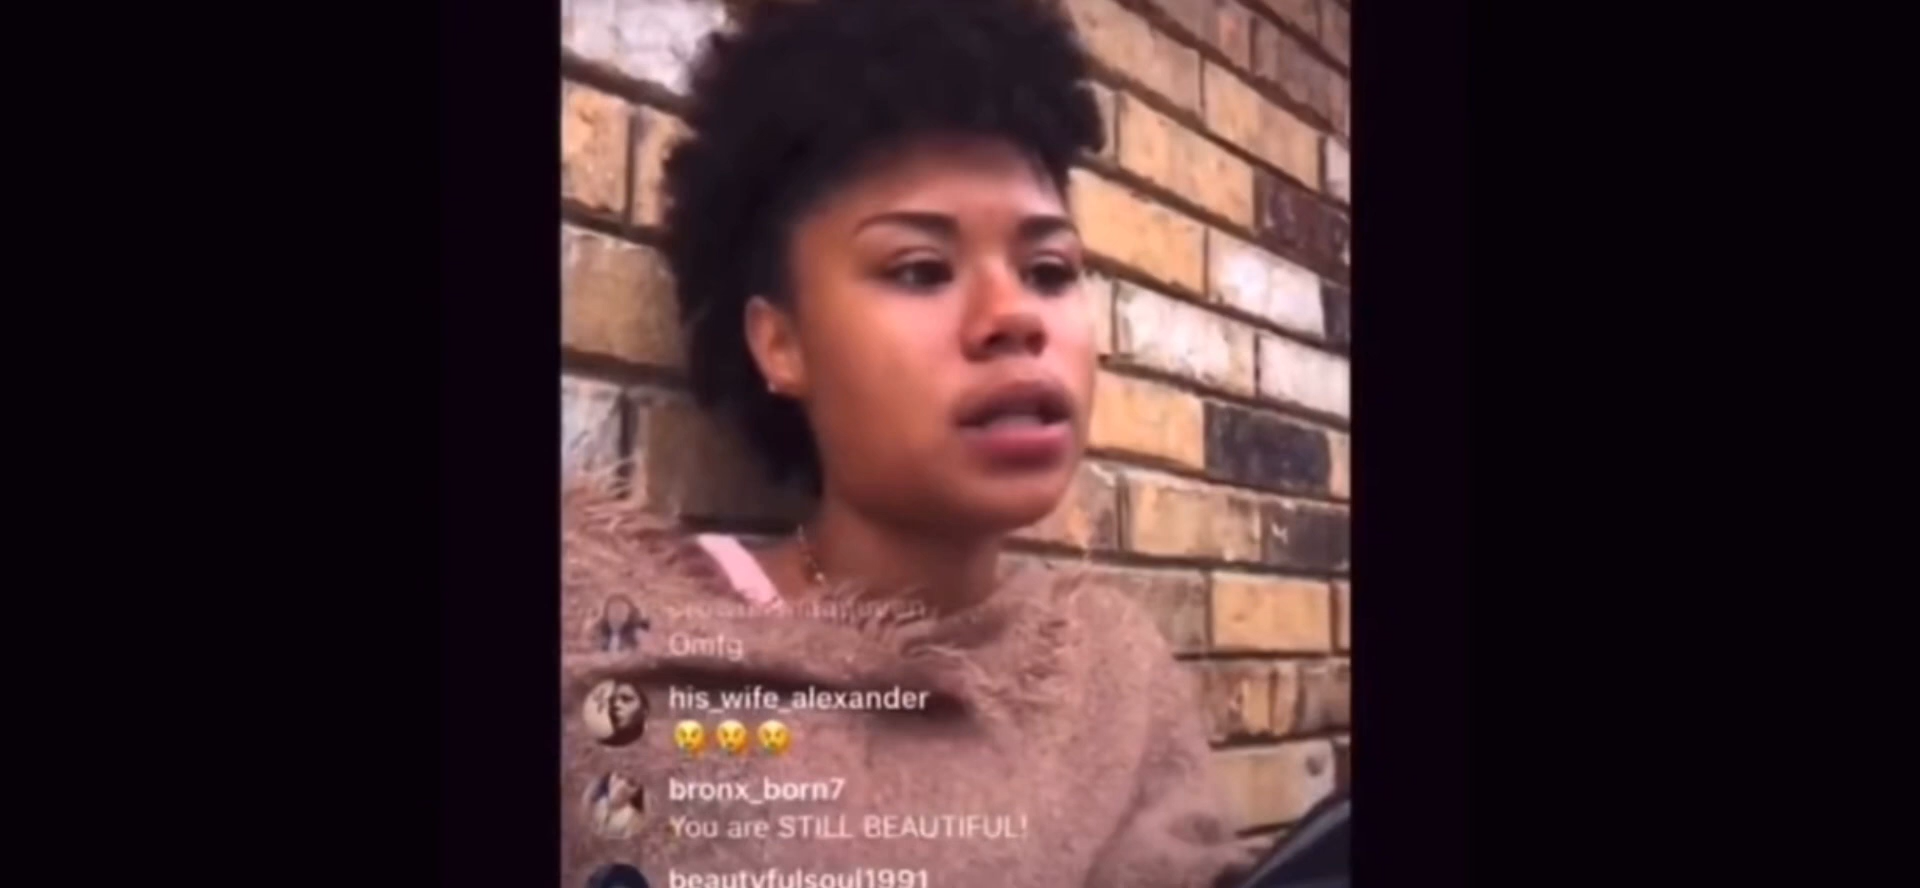 Omfg
his_wife_alexander
😢😢😢
bronx_born7
You are STILL BEAUTIFUL!
beautyfulsoul1991